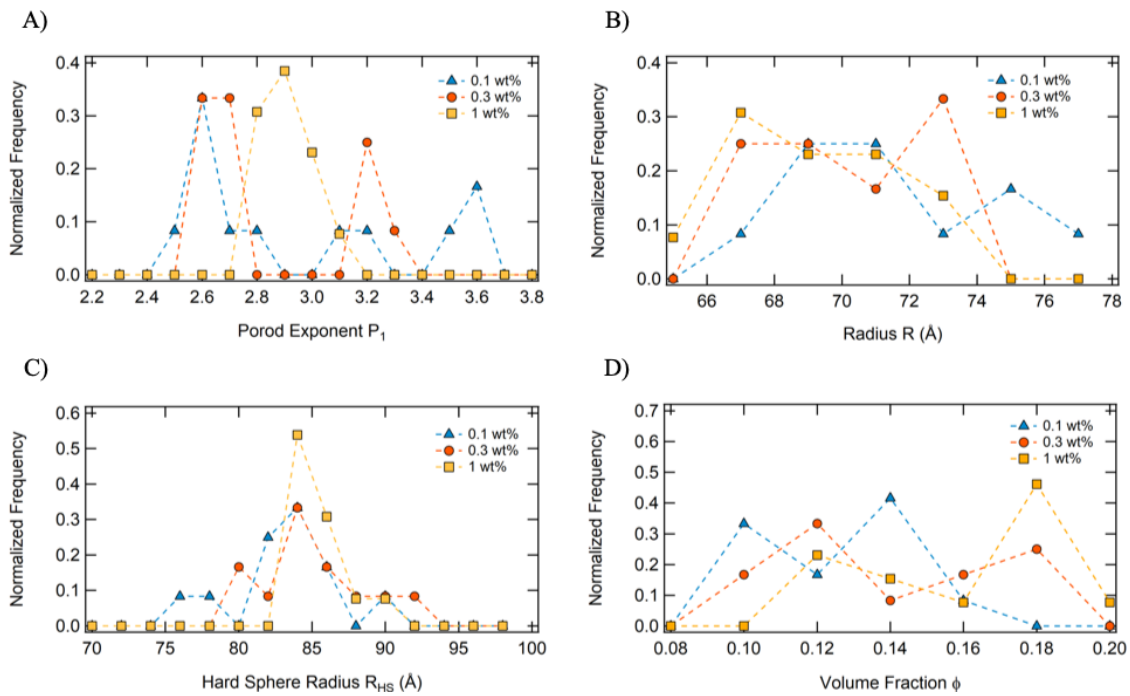 A)
0.4
0.3
0.2
0.1
0.0
Normalized Frequency
0.1 wt%
0.3 wt%
1 wt%
2.2 2.4 2.6 2.8 3.0 3.2 3.4 3.6 3.8
Porod Exponent P₁
B)
0.4
0.3
0.2
0.1
0.0
Normalized Frequency
0.1 wt%
0.3 wt%
1 wt%
66 68 70 72 74 76 78
Radius R (Å)
C)
0.6
0.5
0.4
0.3
0.2
0.1
0.0
Normalized Frequency
0.1 wt%
0.3 wt%
1 wt%
70 75 80 85 90 95 100
Hard Sphere Radius R_HS (Å)
D)
0.7
0.6
0.5
0.4
0.3
0.2
0.1
0.0
Normalized Frequency
0.1 wt%
0.3 wt%
1 wt%
0.08 0.10 0.12 0.14 0.16 0.18 0.20
Volume Fraction ϕ